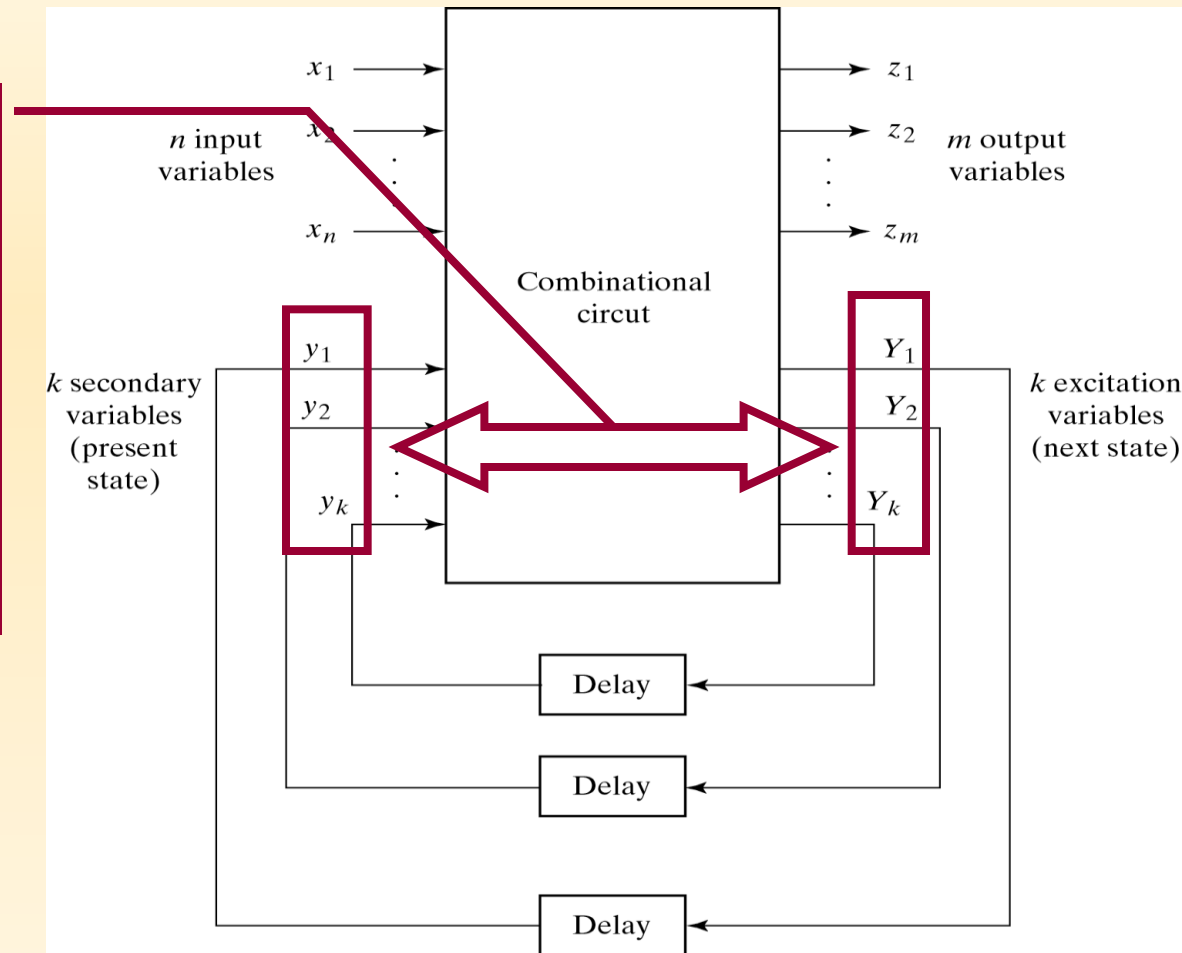 x1
z1
x2
z2
n input
variables
m output
variables
xn
zm
Combinational
circut
y1
Y1
k secondary
variables
(present
state)
y2
Y2
k excitation
variables
(next state)
yk
Yk
Delay
Delay
Delay